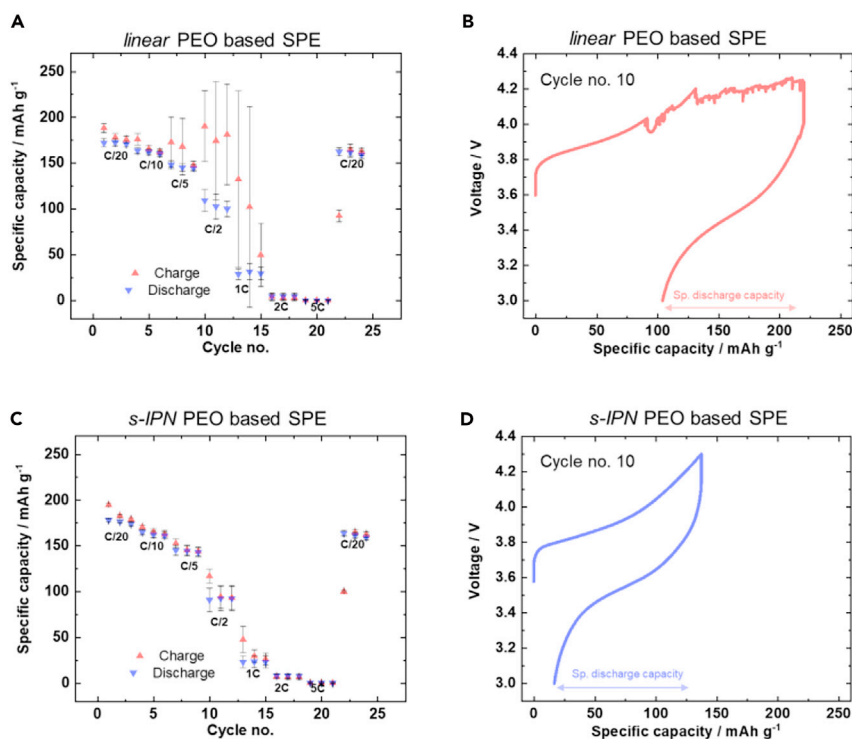 A
linear PEO based SPE
250
200
150
100
50
0
Specific capacity / mAh g⁻¹
C/20
C/10
C/5
C/2
1C
2C
5C
C/20
Charge
Discharge
0 5 10 15 20 25
Cycle no.
B
linear PEO based SPE
Cycle no. 10
4.4
4.2
4.0
3.8
3.6
3.4
3.2
3.0
Voltage / V
Sp. discharge capacity
0 50 100 150 200 250
Specific capacity / mAh g⁻¹
C
s-IPN PEO based SPE
250
200
150
100
50
0
Specific capacity / mAh g⁻¹
C/20
C/10
C/5
C/2
1C
2C
5C
C/20
Charge
Discharge
0 5 10 15 20 25
Cycle no.
D
s-IPN PEO based SPE
Cycle no. 10
4.4
4.2
4.0
3.8
3.6
3.4
3.2
3.0
Voltage / V
Sp. discharge capacity
0 50 100 150 200 250
Specific capacity / mAh g⁻¹